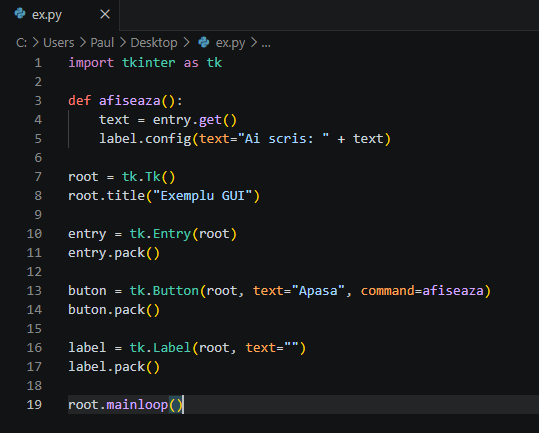 ex.py ×
C: > Users > Paul > Desktop > ex.py > ...
1 import tkinter as tk
2
3 def afiseaza():
4     text = entry.get()
5     label.config(text="Ai scris: " + text)
6
7 root = tk.Tk()
8 root.title("Exemplu GUI")
9
10 entry = tk.Entry(root)
11 entry.pack()
12
13 buton = tk.Button(root, text="Apasa", command=afiseaza)
14 buton.pack()
15
16 label = tk.Label(root, text="")
17 label.pack()
18
19 root.mainloop()